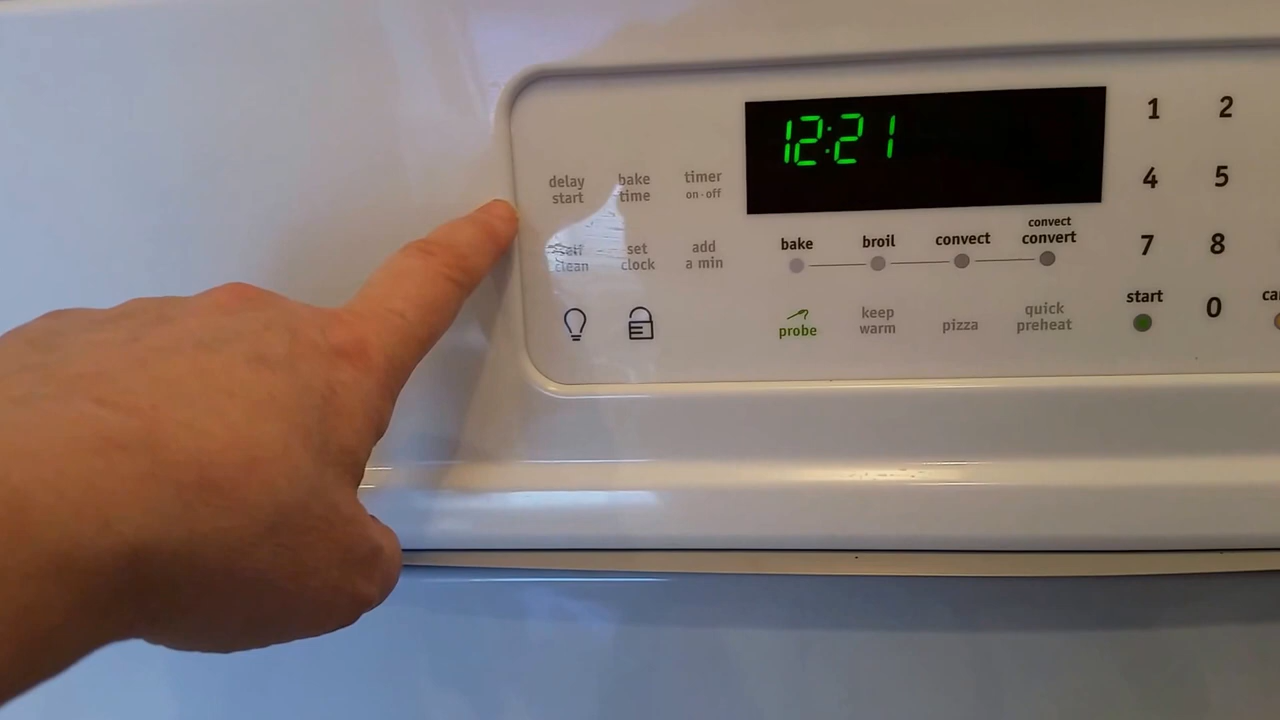 12:21
1 2
delay start
bake time
timer
on·off
4 5
self clean
set clock
add a min
bake
broil
convect
convect
convert
7 8
probe
keep warm
pizza
quick preheat
start
0